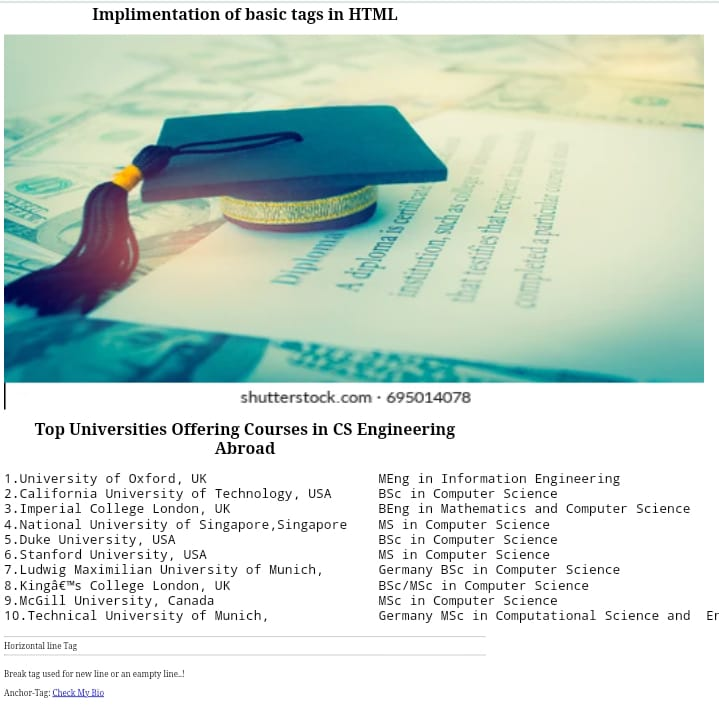 Implimentation of basic tags in HTML
Diploma
A diploma is certificate
institution, such as college
that testifies that recipient has
completed a particular course of
shutterstock.com · 695014078
Top Universities Offering Courses in CS Engineering
Abroad
1.University of Oxford, UK MEng in Information Engineering
2.California University of Technology, USA BSc in Computer Science
3.Imperial College London, UK BEng in Mathematics and Computer Science
4.National University of Singapore,Singapore MS in Computer Science
5.Duke University, USA BSc in Computer Science
6.Stanford University, USA MS in Computer Science
7.Ludwig Maximilian University of Munich, Germany BSc in Computer Science
8.Kingâ€™s College London, UK BSc/MSc in Computer Science
9.McGill University, Canada MSc in Computer Science
10.Technical University of Munich, Germany MSc in Computational Science and En
Horizontal line Tag
Break tag used for new line or an eampty line..!
Anchor-Tag: Check My Bio